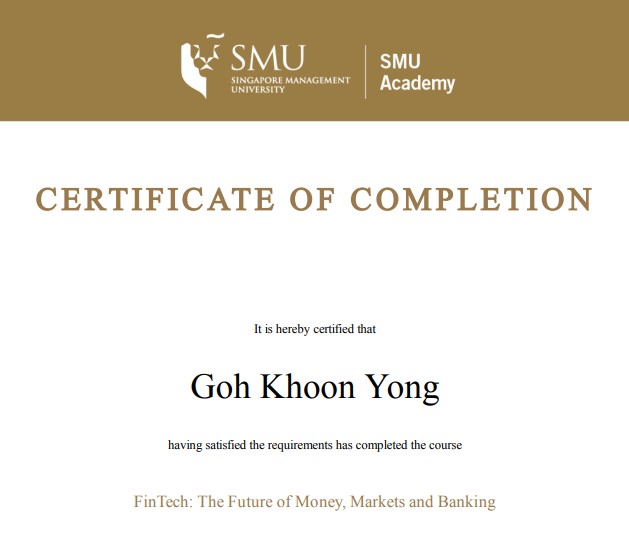 SMU
SINGAPORE MANAGEMENT
UNIVERSITY
SMU
Academy
CERTIFICATE OF COMPLETION
It is hereby certified that
Goh Khoon Yong
having satisfied the requirements has completed the course
FinTech: The Future of Money, Markets and Banking